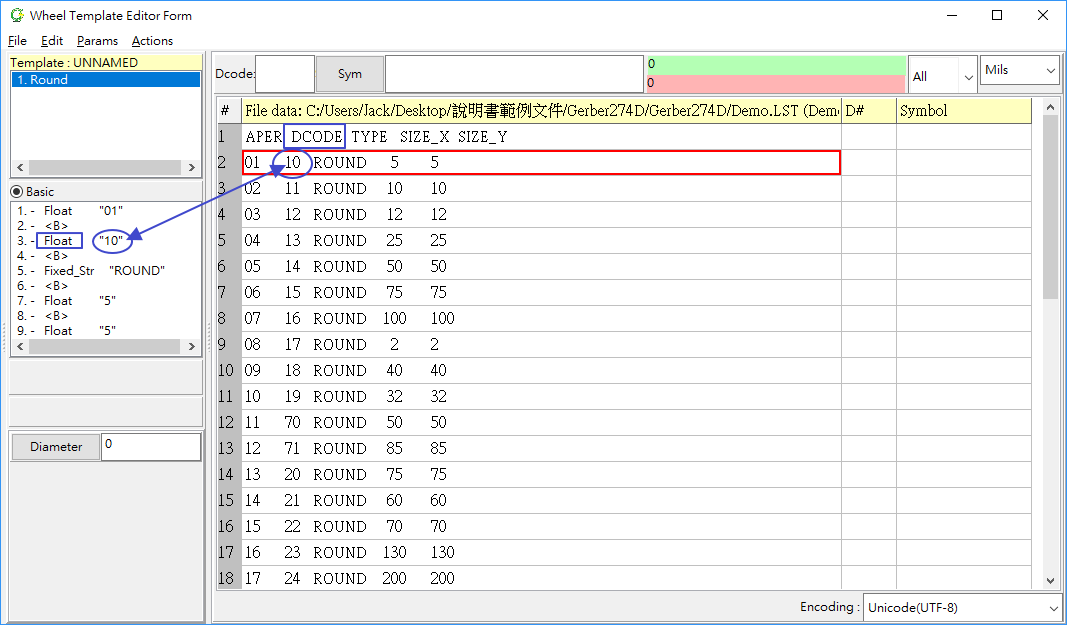 Wheel Template Editor Form
File Edit Params Actions
Template : UNNAMED
1. Round
Basic
1. - Float "01"
2. - <B>
3. - Float "10"
4. - <B>
5. - Fixed_Str "ROUND"
6. - <B>
7. - Float "5"
8. - <B>
9. - Float "5"
Diameter 0
Dcode: Sym 0 All Mils
0
# File data: C:/Users/Jack/Desktop/說明書範例文件/Gerber274D/Gerber274D/Demo.LST (Dem D# Symbol
1 APER DCODE TYPE SIZE_X SIZE_Y
2 01 10 ROUND 5 5
3 02 11 ROUND 10 10
4 03 12 ROUND 12 12
5 04 13 ROUND 25 25
6 05 14 ROUND 50 50
7 06 15 ROUND 75 75
8 07 16 ROUND 100 100
9 08 17 ROUND 2 2
10 09 18 ROUND 40 40
11 10 19 ROUND 32 32
12 11 70 ROUND 50 50
13 12 71 ROUND 85 85
14 13 20 ROUND 75 75
15 14 21 ROUND 60 60
16 15 22 ROUND 70 70
17 16 23 ROUND 130 130
18 17 24 ROUND 200 200
Encoding : Unicode(UTF-8)